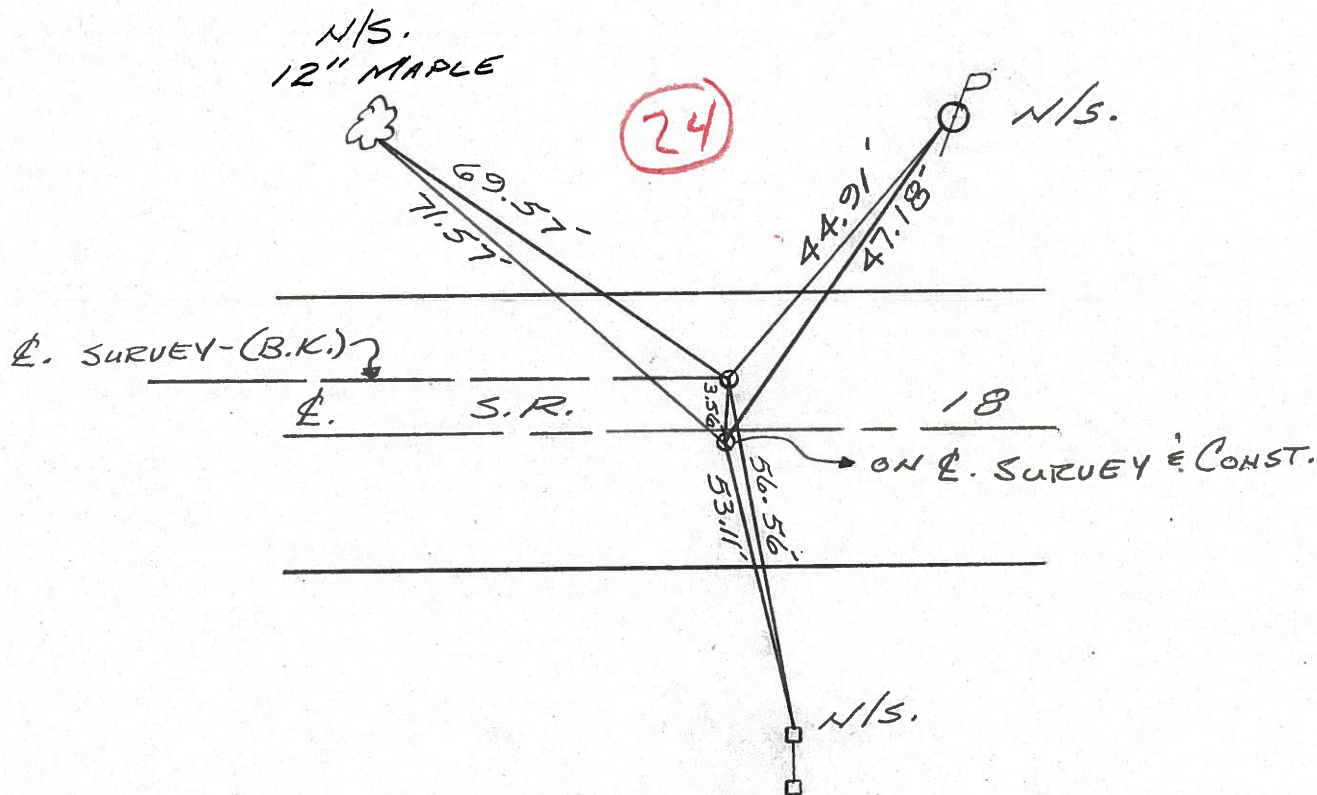 N/S.
12" MAPLE
24
P
N/S.
69.57'
71.57'
44.91'
47.18'
℄. SURVEY-(B.K.)
℄. S.R. 18
3.56'
ON ℄. SURVEY & CONST.
53.11'
56.56'
N/S.